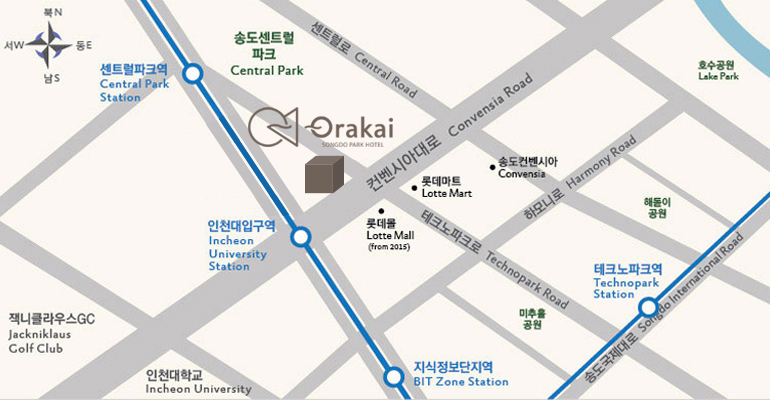 북N
서W
동E
남S
센트럴파크역
Central Park
Station
송도센트럴
파크
Central Park
센트럴로 Central Road
호수공원
Lake Park
Orakai
SONGDO PARK HOTEL
컨벤시아대로 Convensia Road
송도컨벤시아
Convensia
롯데마트
Lotte Mart
하모니로 Harmony Road
롯데몰
Lotte Mall
(from 2015)
해돋이
공원
인천대입구역
Incheon
University
Station
테크노파크로 Technopark Road
테크노파크역
Technopark
Station
송도국제대로 Songdo International Road
미추홀
공원
잭니클라우스GC
Jackniklaus
Golf Club
인천대학교
Incheon University
지식정보단지역
BIT Zone Station